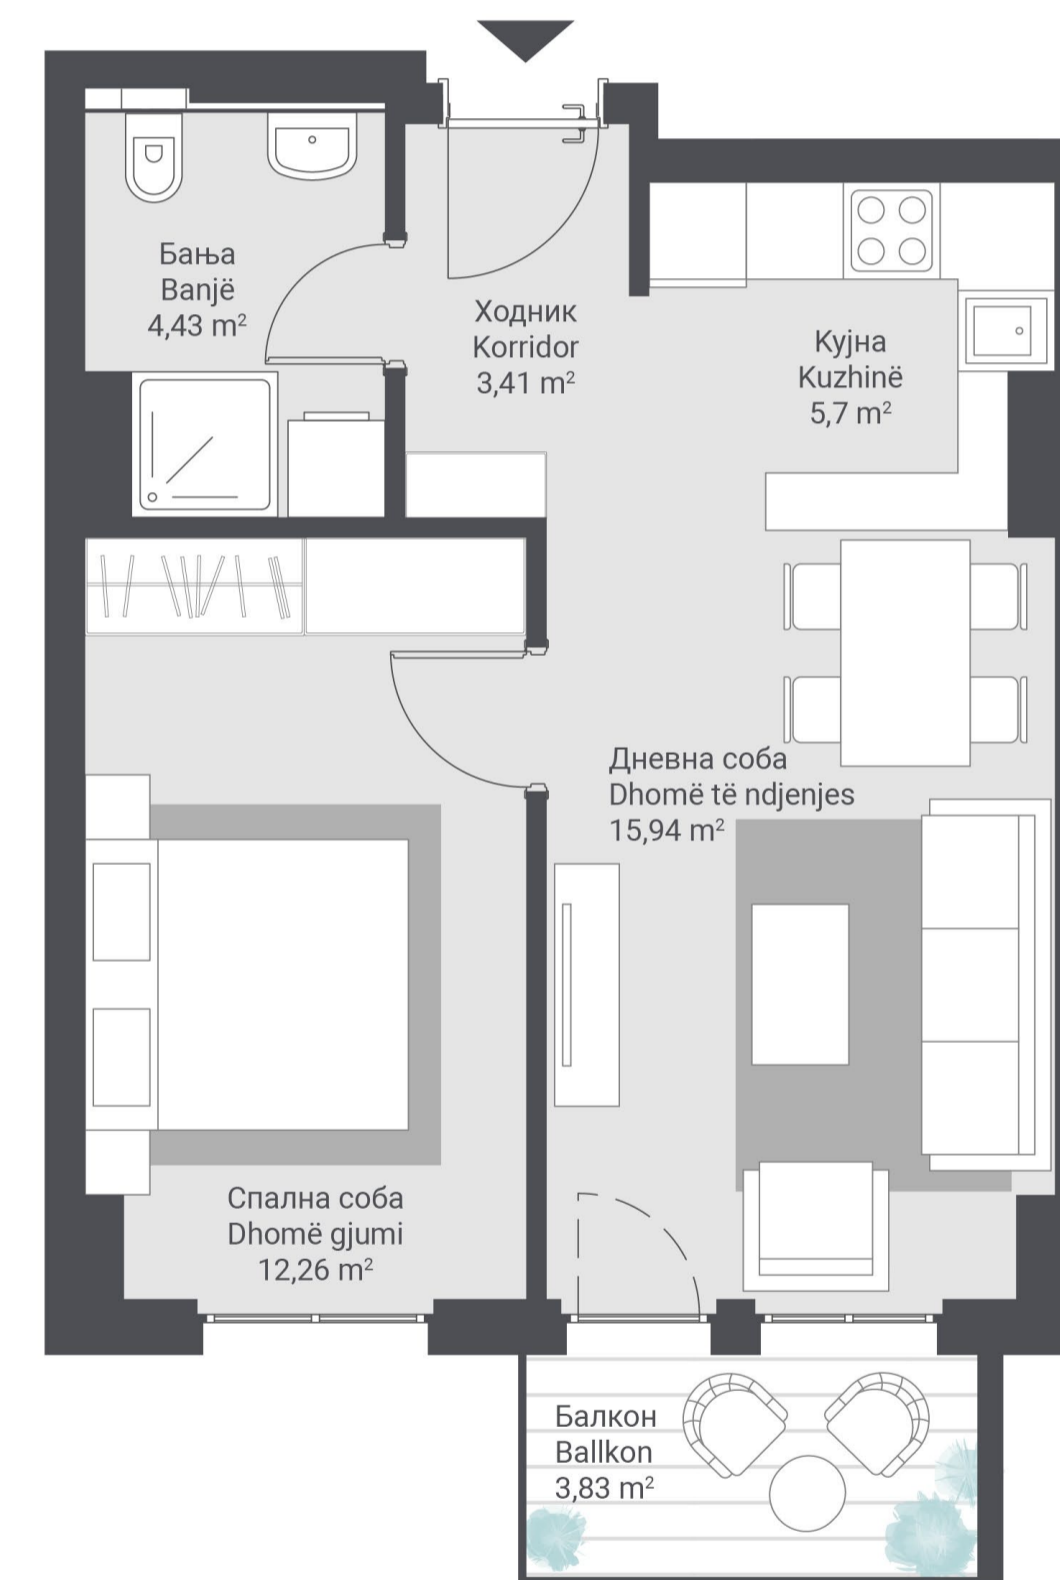 Бања
Banjë
4,43 m²
Ходник
Korridor
3,41 m²
Кујна
Kuzhinë
5,7 m²
Дневна соба
Dhomë të ndjenjes
15,94 m²
Спална соба
Dhomë gjumi
12,26 m²
Балкон
Ballkon
3,83 m²